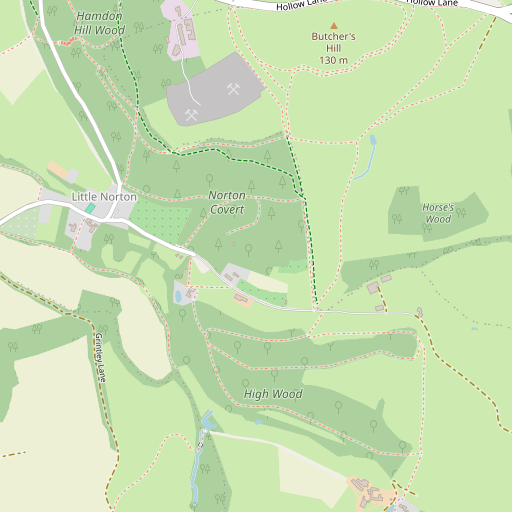 Hollow Lane
Hollow Lane
Hamdon
Hill Wood
Butcher's
Hill
130 m
Little Norton
Norton
Covert
Horse's
Wood
Grintley Lane
High Wood